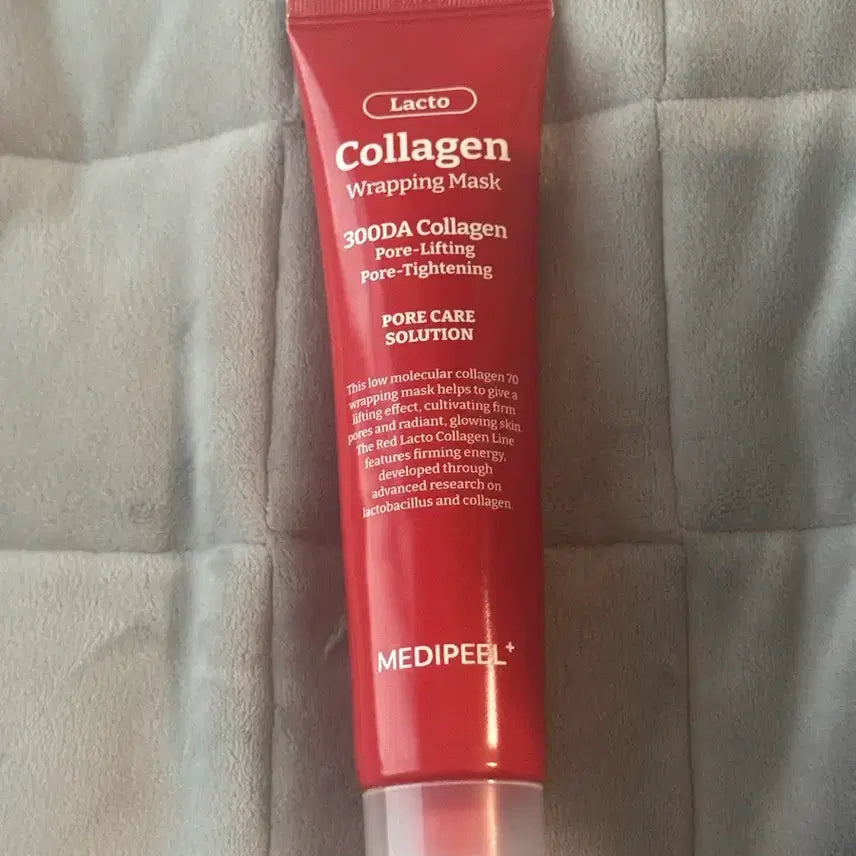 Lacto
Collagen
Wrapping Mask
300DA Collagen
Pore-Lifting
Pore-Tightening
PORE CARE
SOLUTION
This low molecular collagen 70
wrapping mask helps to give a
lifting effect, cultivating firm
pores and radiant, glowing skin.
The Red Lacto Collagen Line
features firming energy,
developed through
advanced research on
lactobacillus and collagen.
MEDIPEEL+